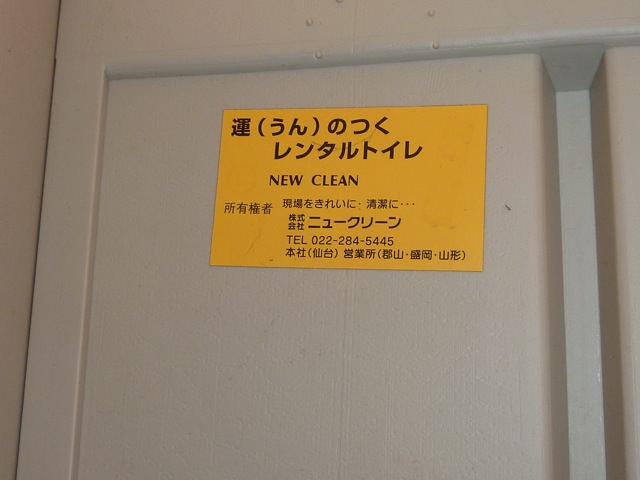 運(うん)のつく
レンタルトイレ
NEW CLEAN
現場をきれいに・清潔に・・・
所有権者 株式会社 ニュークリーン
TEL 022-284-5445
本社(仙台) 営業所(郡山・盛岡・山形)